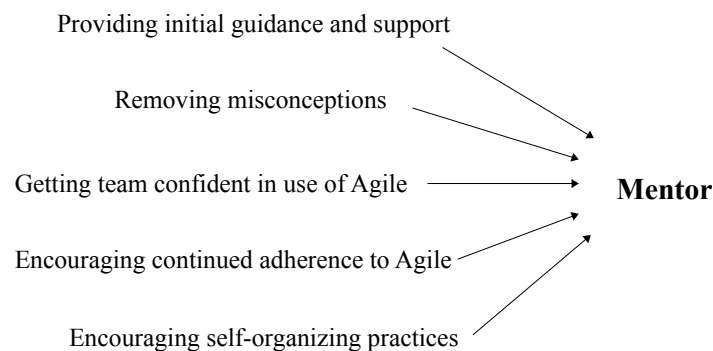 Providing initial guidance and support
Removing misconceptions
Getting team confident in use of Agile
Mentor
Encouraging continued adherence to Agile
Encouraging self-organizing practices